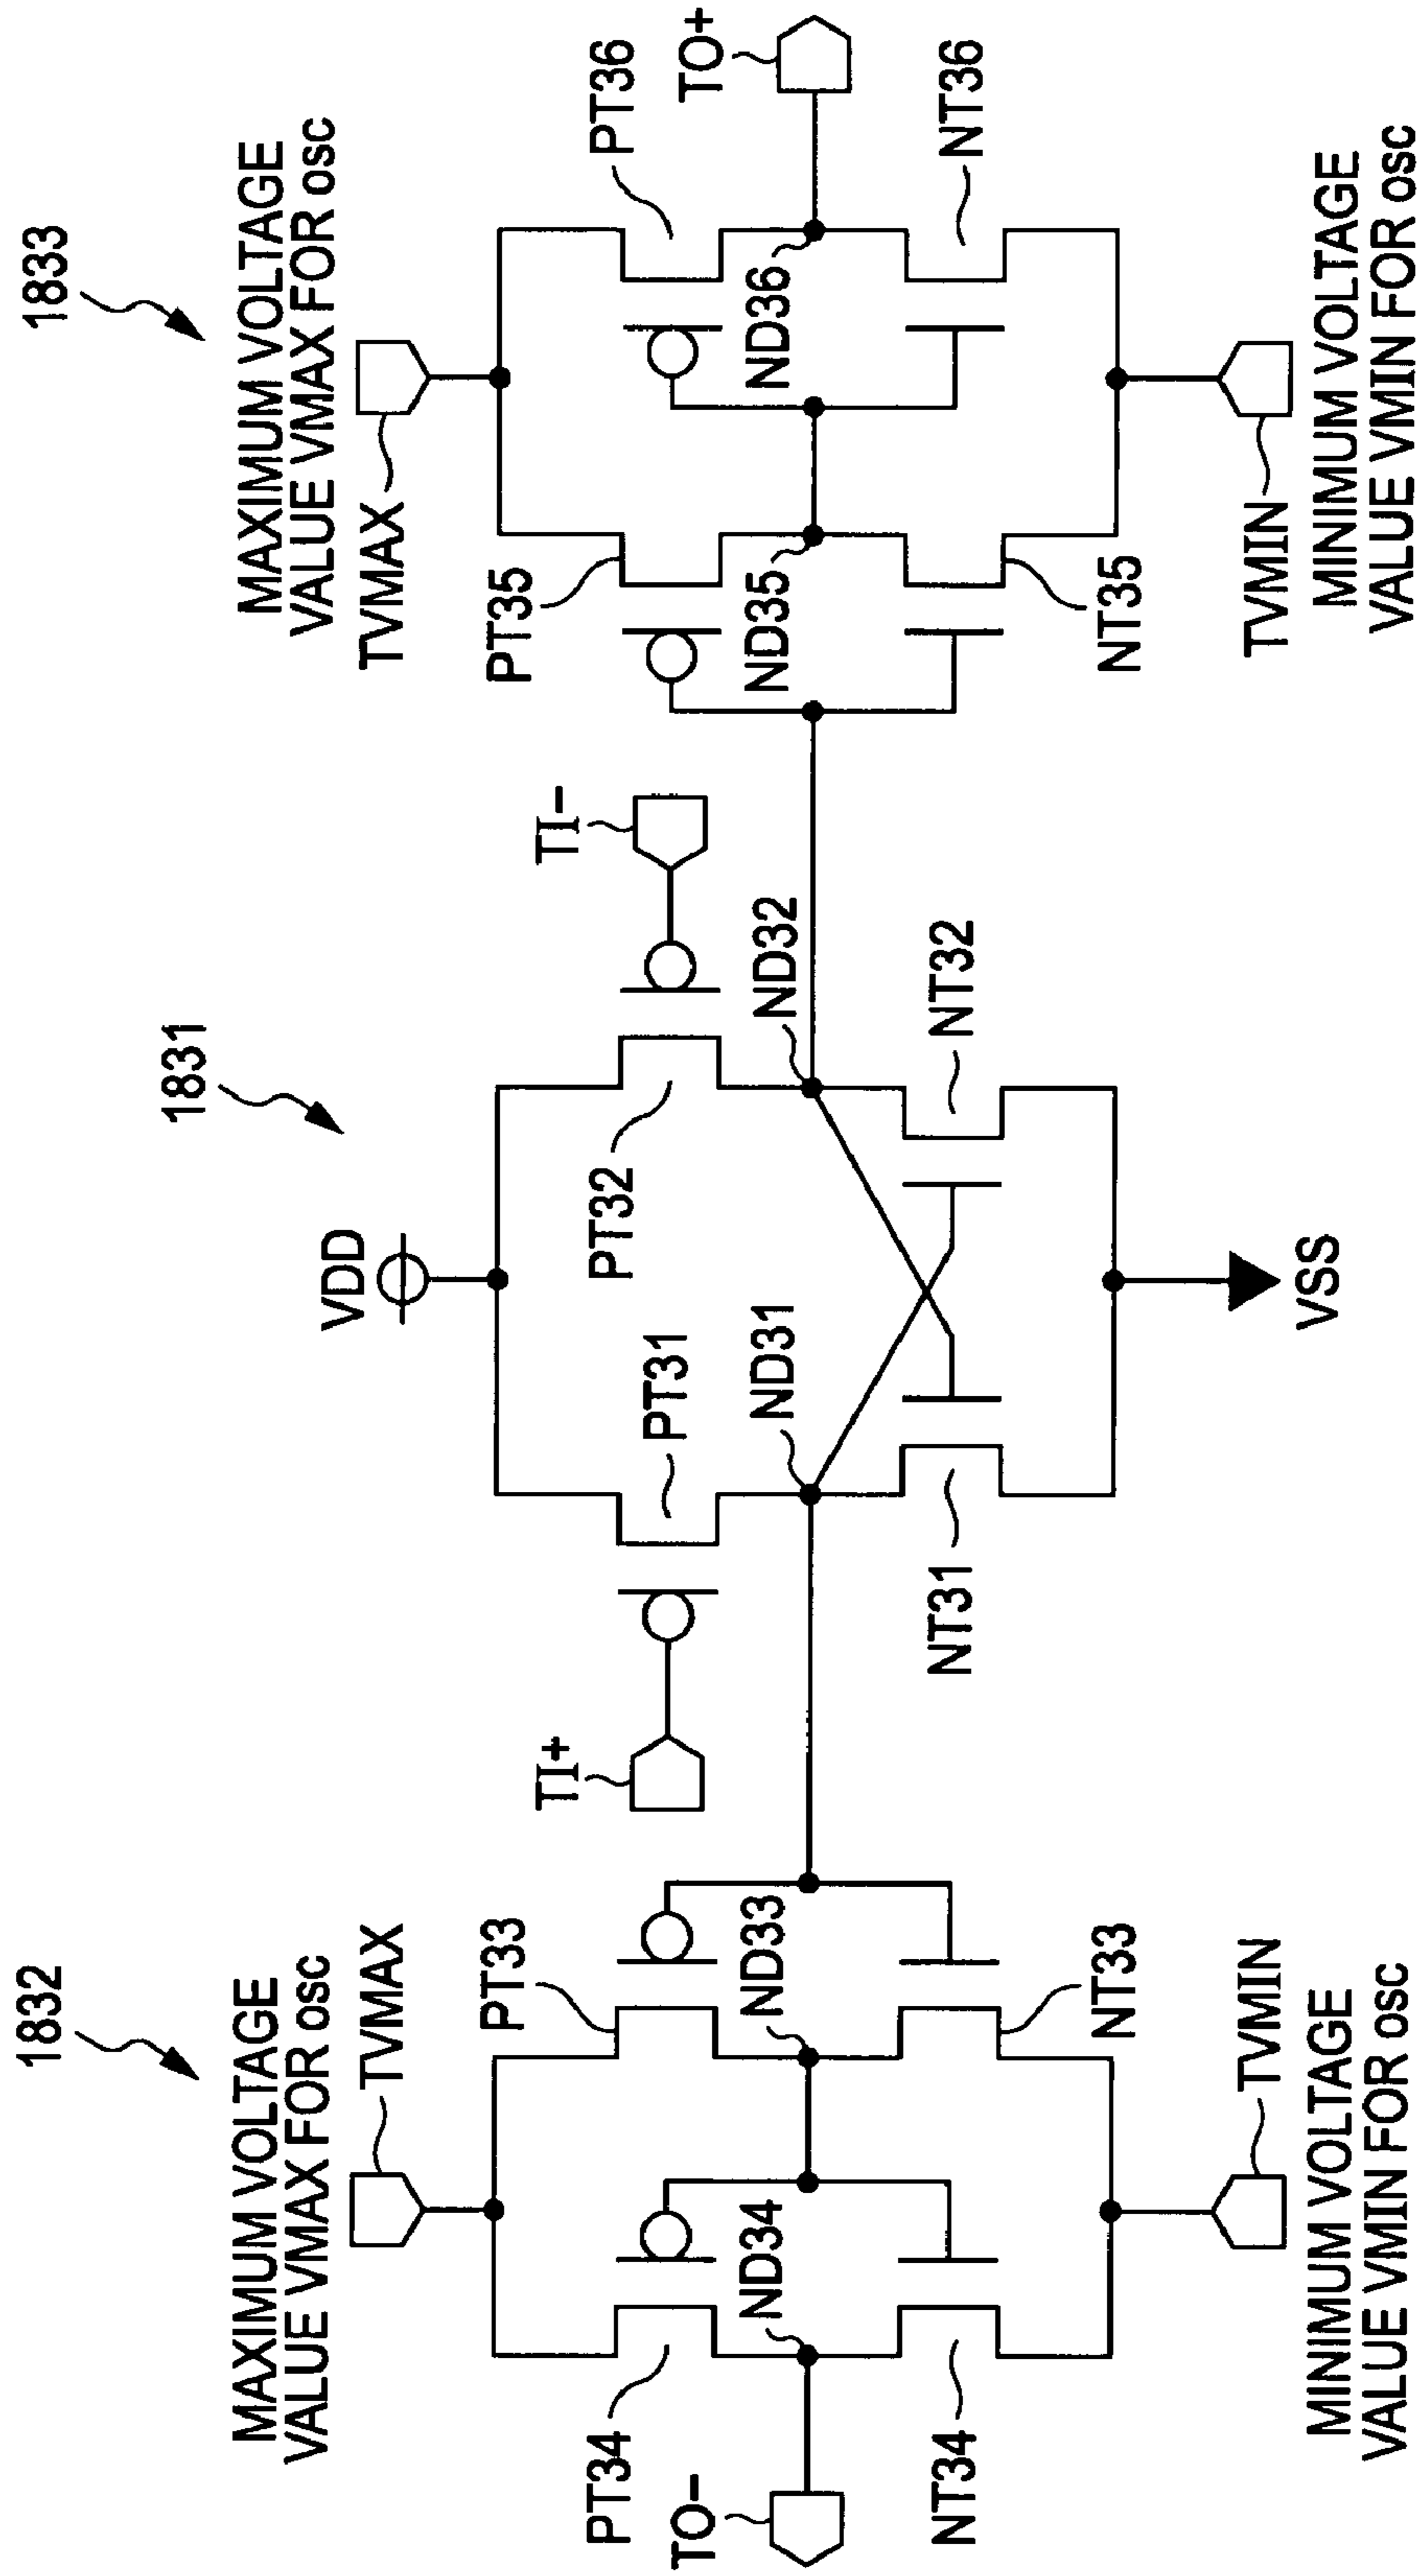 1832
MAXIMUM VOLTAGE
VALUE VMAX FOR osc
TVMAX
PT33
PT34
ND33
ND34
TO−
NT33
NT34
TVMIN
MINIMUM VOLTAGE
VALUE VMIN FOR osc
1831
VDD
TI+
PT31
PT32
TI−
ND31
ND32
NT31
NT32
VSS
1833
MAXIMUM VOLTAGE
VALUE VMAX FOR osc
TVMAX
PT35
PT36
TO+
ND35
ND36
NT35
NT36
TVMIN
MINIMUM VOLTAGE
VALUE VMIN FOR osc